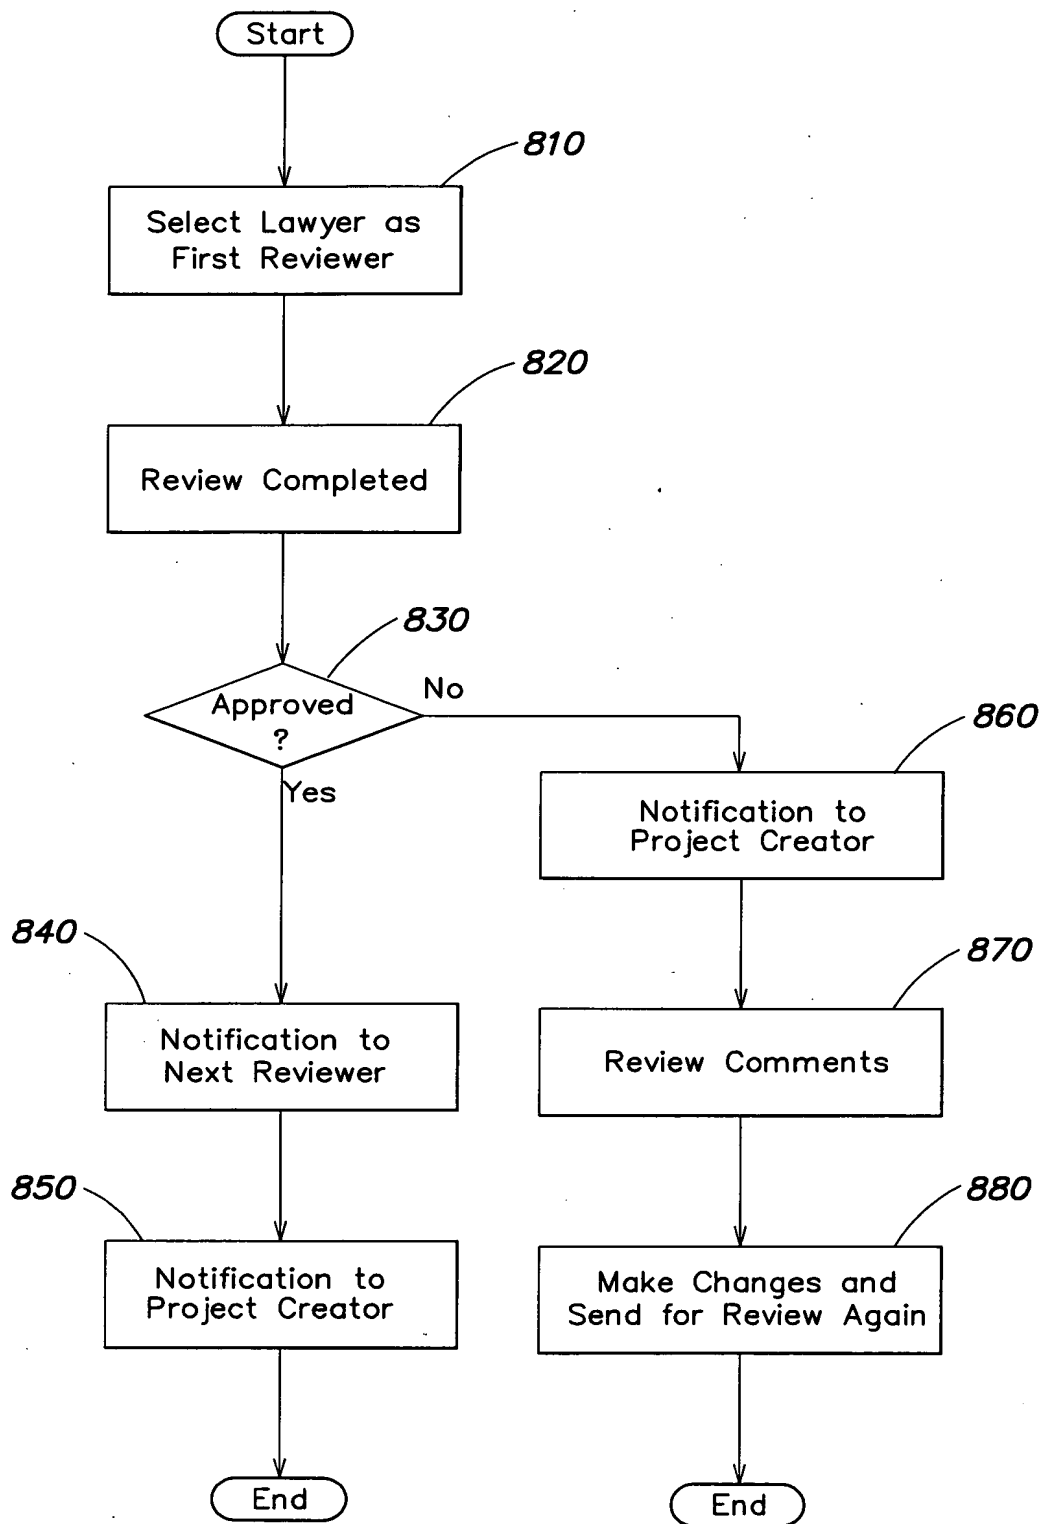 Start
810
Select Lawyer as
First Reviewer
820
Review Completed
830
Approved
?
No
Yes
860
Notification to
Project Creator
840
Notification to
Next Reviewer
870
Review Comments
850
Notification to
Project Creator
880
Make Changes and
Send for Review Again
End
End